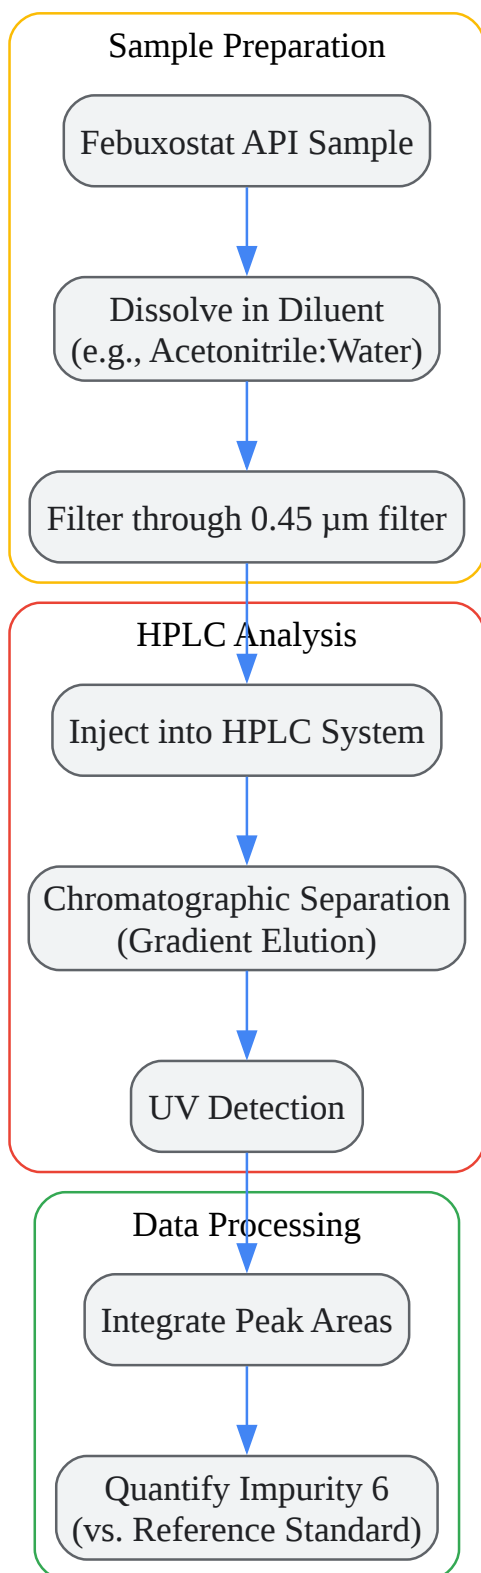 Sample Preparation
Febuxostat API Sample
Dissolve in Diluent
(e.g., Acetonitrile:Water)
Filter through 0.45 µm filter
HPLC Analysis
Inject into HPLC System
Chromatographic Separation
(Gradient Elution)
UV Detection
Data Processing
Integrate Peak Areas
Quantify Impurity 6
(vs. Reference Standard)